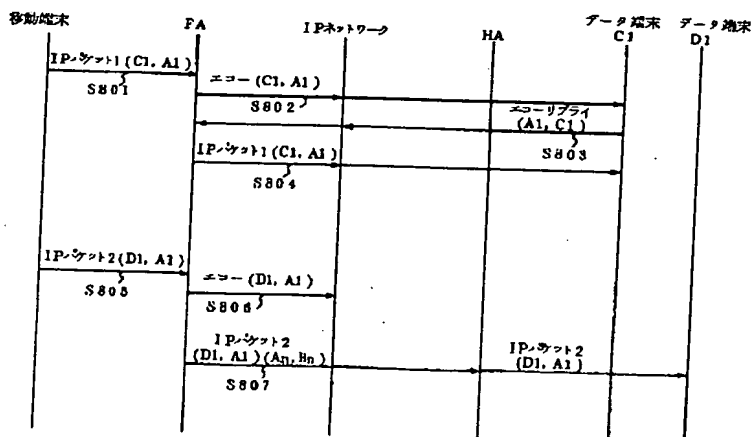 移動端末
FA
IPネットワーク
HA
データ端末
C1
データ端末
D1
IPパケット1(C1, A1)
S801
エコー(C1, A1)
S802
エコーリプライ
(A1, C1)
S803
IPパケット1(C1, A1)
S804
IPパケット2(D1, A1)
S805
エコー(D1, A1)
S806
IPパケット2
(D1, A1)(An, Hn)
S807
IPパケット2
(D1, A1)